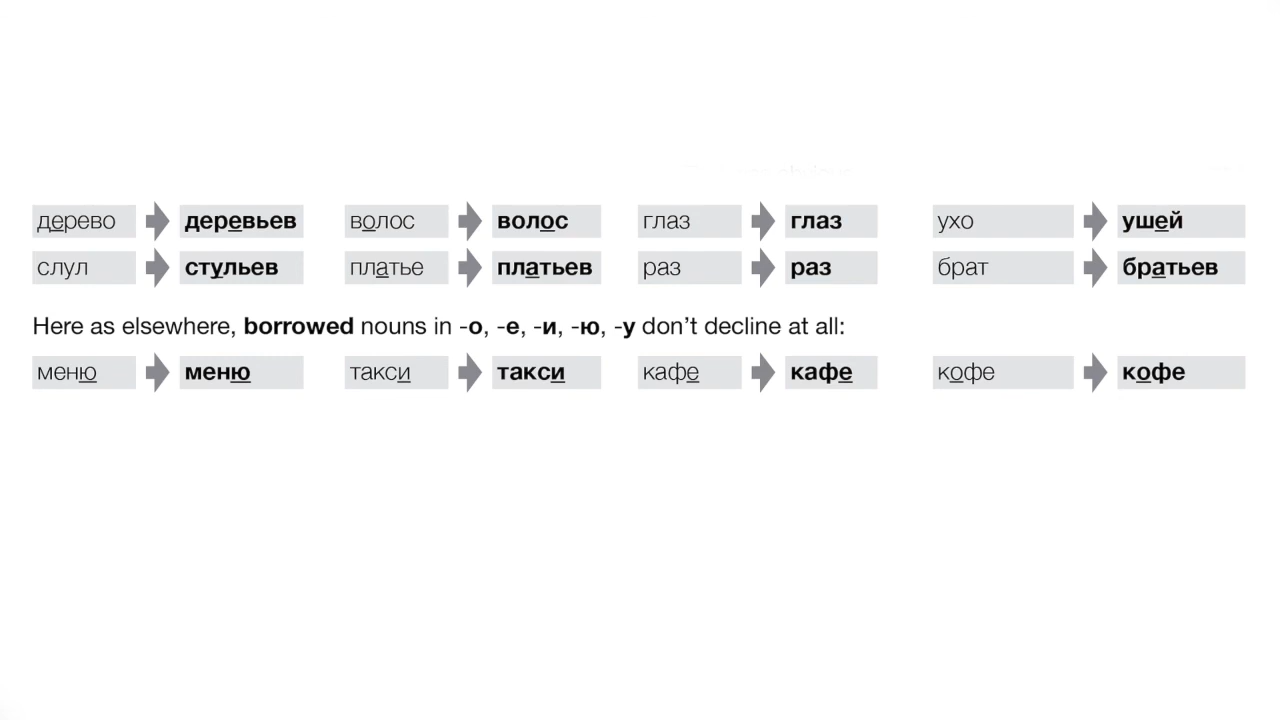 дерево деревьев волос волос глаз глаз ухо ушей
слул стульев платье платьев раз раз брат братьев
Here as elsewhere, borrowed nouns in -о, -е, -и, -ю, -у don't decline at all:
меню меню такси такси кафе кафе кофе кофе